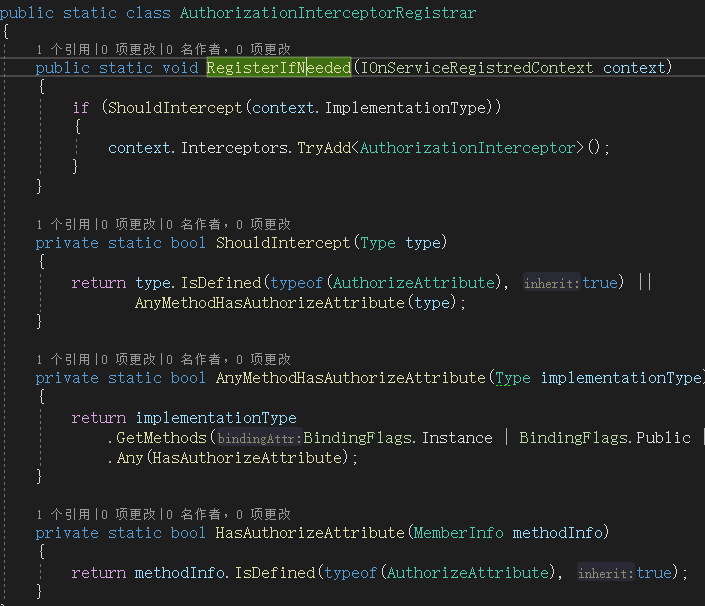 public static class AuthorizationInterceptorRegistrar
{
1 个引用|0 项更改|0 名作者，0 项更改
public static void RegisterIfNeeded(IOnServiceRegistredContext context)
{
if (ShouldIntercept(context.ImplementationType))
{
context.Interceptors.TryAdd<AuthorizationInterceptor>();
}
}
1 个引用|0 项更改|0 名作者，0 项更改
private static bool ShouldIntercept(Type type)
{
return type.IsDefined(typeof(AuthorizeAttribute), inherit:true) ||
AnyMethodHasAuthorizeAttribute(type);
}
1 个引用|0 项更改|0 名作者，0 项更改
private static bool AnyMethodHasAuthorizeAttribute(Type implementationType)
{
return implementationType
.GetMethods(bindingAttr:BindingFlags.Instance | BindingFlags.Public |
.Any(HasAuthorizeAttribute);
}
1 个引用|0 项更改|0 名作者，0 项更改
private static bool HasAuthorizeAttribute(MemberInfo methodInfo)
{
return methodInfo.IsDefined(typeof(AuthorizeAttribute), inherit:true);
}